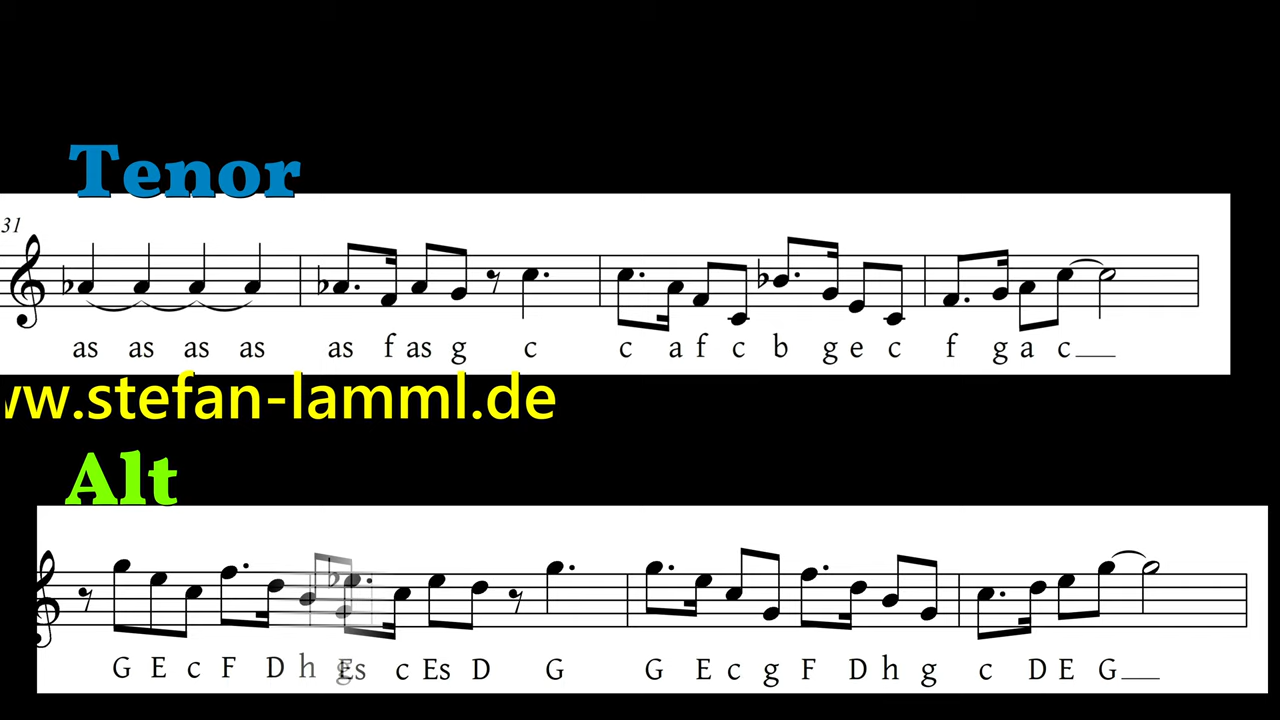 Tenor
31
as as as as as f as g c c a f c b g e c f g a c
ww.stefan-lamml.de
Alt
G E c F D h g Es c Es D G G E c g F D h g c D E G